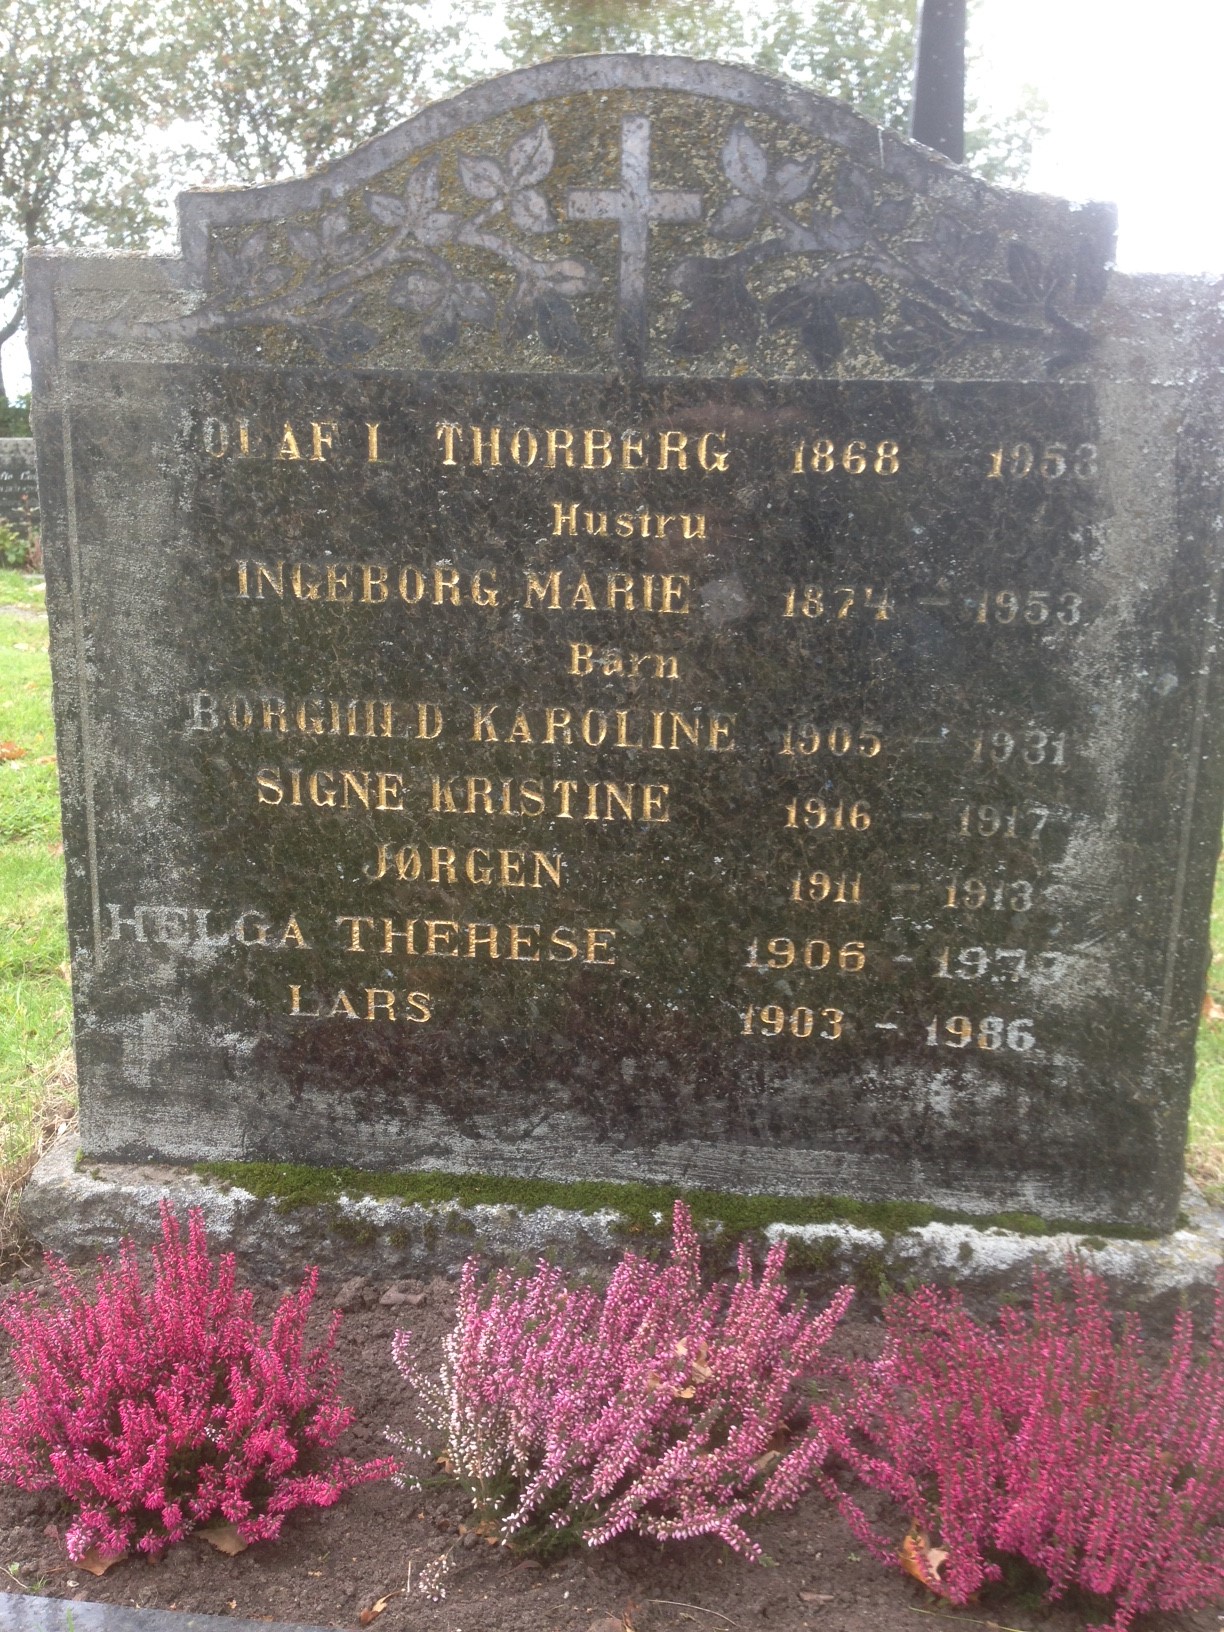 OLAF L THORBERG 1868 - 1953
Hustru
INGEBORG MARIE 1874 - 1953
Barn
BORGHILD KAROLINE 1905 - 1931
SIGNE KRISTINE 1916 - 1917
JØRGEN 1911 - 1913
HELGA THERESE 1906 -
LARS 1903 - 1986